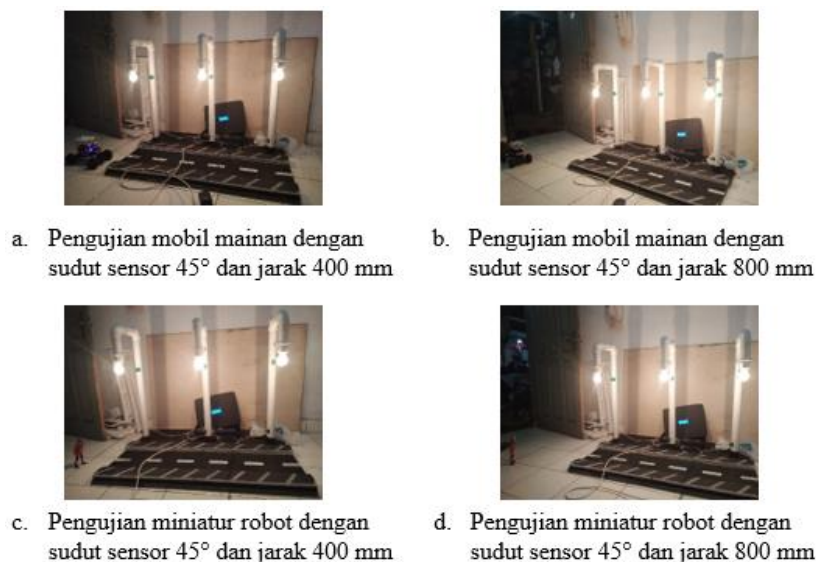 a. Pengujian mobil mainan dengan
sudut sensor 45° dan jarak 400 mm
b. Pengujian mobil mainan dengan
sudut sensor 45° dan jarak 800 mm
c. Pengujian miniatur robot dengan
sudut sensor 45° dan jarak 400 mm
d. Pengujian miniatur robot dengan
sudut sensor 45° dan jarak 800 mm